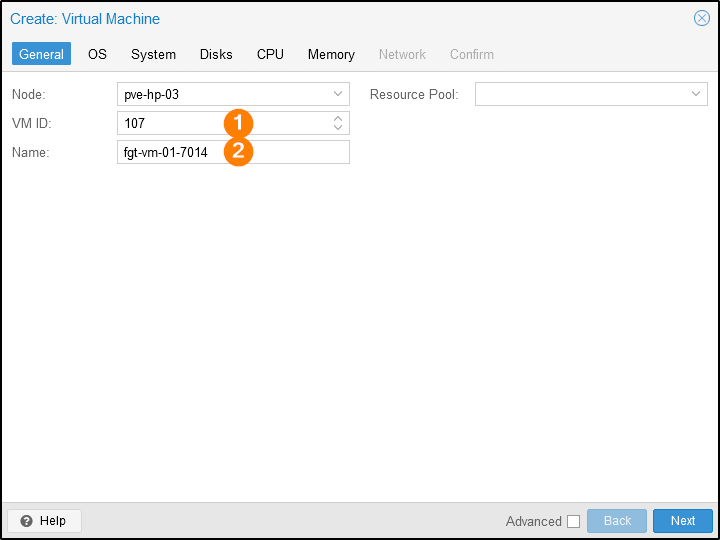 Create: Virtual Machine
General OS System Disks CPU Memory Network Confirm
Node: pve-hp-03 Resource Pool:
VM ID: 107 1
Name: fgt-vm-01-7014 2
? Help Advanced Back Next